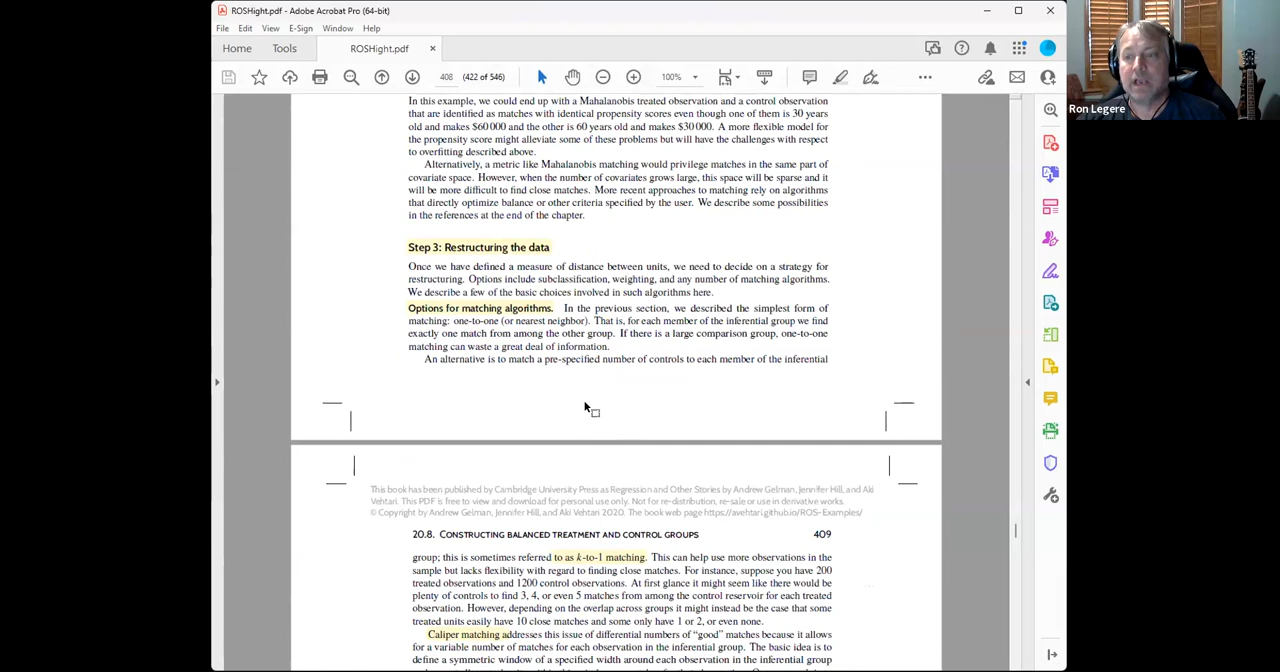 ROSHight.pdf - Adobe Acrobat Pro (64-bit)
File Edit View E-Sign Window Help
Home Tools ROSHight.pdf ×
408 (422 of 546) 100%
Ron Legere
In this example, we could end up with a Mahalanobis treated observation and a control observation
that are identified as matches with identical propensity scores even though one of them is 30 years
old and makes $60 000 and the other is 60 years old and makes $30 000. A more flexible model for
the propensity score might alleviate some of these problems but will have the challenges with respect
to overfitting described above.
Alternatively, a metric like Mahalanobis matching would privilege matches in the same part of
covariate space. However, when the number of covariates grows large, this space will be sparse and it
will be more difficult to find close matches. More recent approaches to matching rely on algorithms
that directly optimize balance or other criteria specified by the user. We describe some possibilities
in the references at the end of the chapter.
Step 3: Restructuring the data
Once we have defined a measure of distance between units, we need to decide on a strategy for
restructuring. Options include subclassification, weighting, and any number of matching algorithms.
We describe a few of the basic choices involved in such algorithms here.
Options for matching algorithms. In the previous section, we described the simplest form of
matching: one-to-one (or nearest neighbor). That is, for each member of the inferential group we find
exactly one match from among the other group. If there is a large comparison group, one-to-one
matching can waste a great deal of information.
An alternative is to match a pre-specified number of controls to each member of the inferential
This book has been published by Cambridge University Press as Regression and Other Stories by Andrew Gelman, Jennifer Hill, and Aki
Vehtari. This PDF is free to view and download for personal use only. Not for re-distribution, re-sale or use in derivative works.
© Copyright by Andrew Gelman, Jennifer Hill, and Aki Vehtari 2020. The book web page https://avehtari.github.io/ROS-Examples/
20.8. CONSTRUCTING BALANCED TREATMENT AND CONTROL GROUPS 409
group; this is sometimes referred to as k-to-1 matching. This can help use more observations in the
sample but lacks flexibility with regard to finding close matches. For instance, suppose you have 200
treated observations and 1200 control observations. At first glance it might seem like there would be
plenty of controls to find 3, 4, or even 5 matches from among the control reservoir for each treated
observation. However, depending on the overlap across groups it might instead be the case that some
treated units easily have 10 close matches and some only have 1 or 2, or even none.
Caliper matching addresses this issue of differential numbers of “good” matches because it allows
for a variable number of matches for each observation in the inferential group. The basic idea is to
define a symmetric window of a specified width around each observation in the inferential group